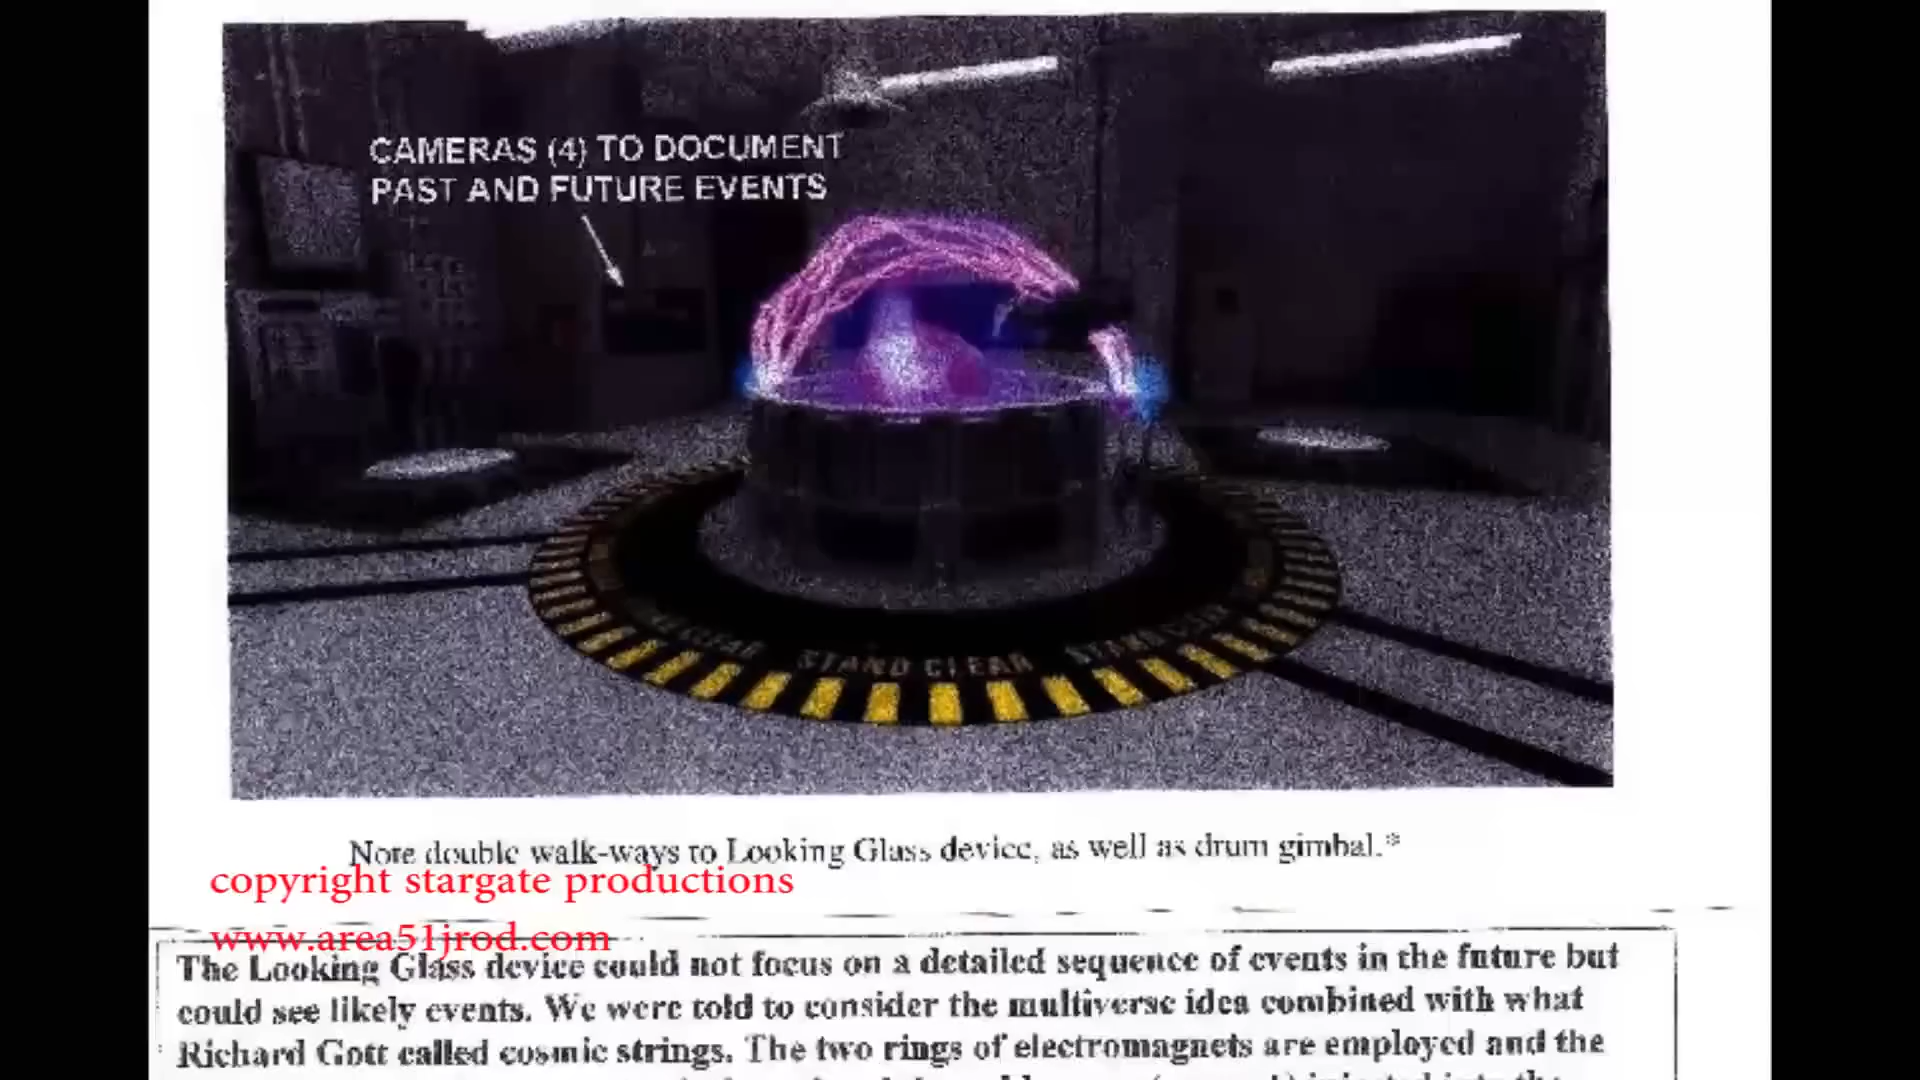 CAMERAS (4) TO DOCUMENT
PAST AND FUTURE EVENTS
STAND CLEAR
Note double walk-ways to Looking Glass device, as well as drum gimbal.*
copyright stargate productions
www.area51jrod.com
The Looking Glass device could not focus on a detailed sequence of events in the future but
could see likely events. We were told to consider the multiverse idea combined with what
Richard Gott called cosmic strings. The two rings of electromagnets are employed and the
injected into the